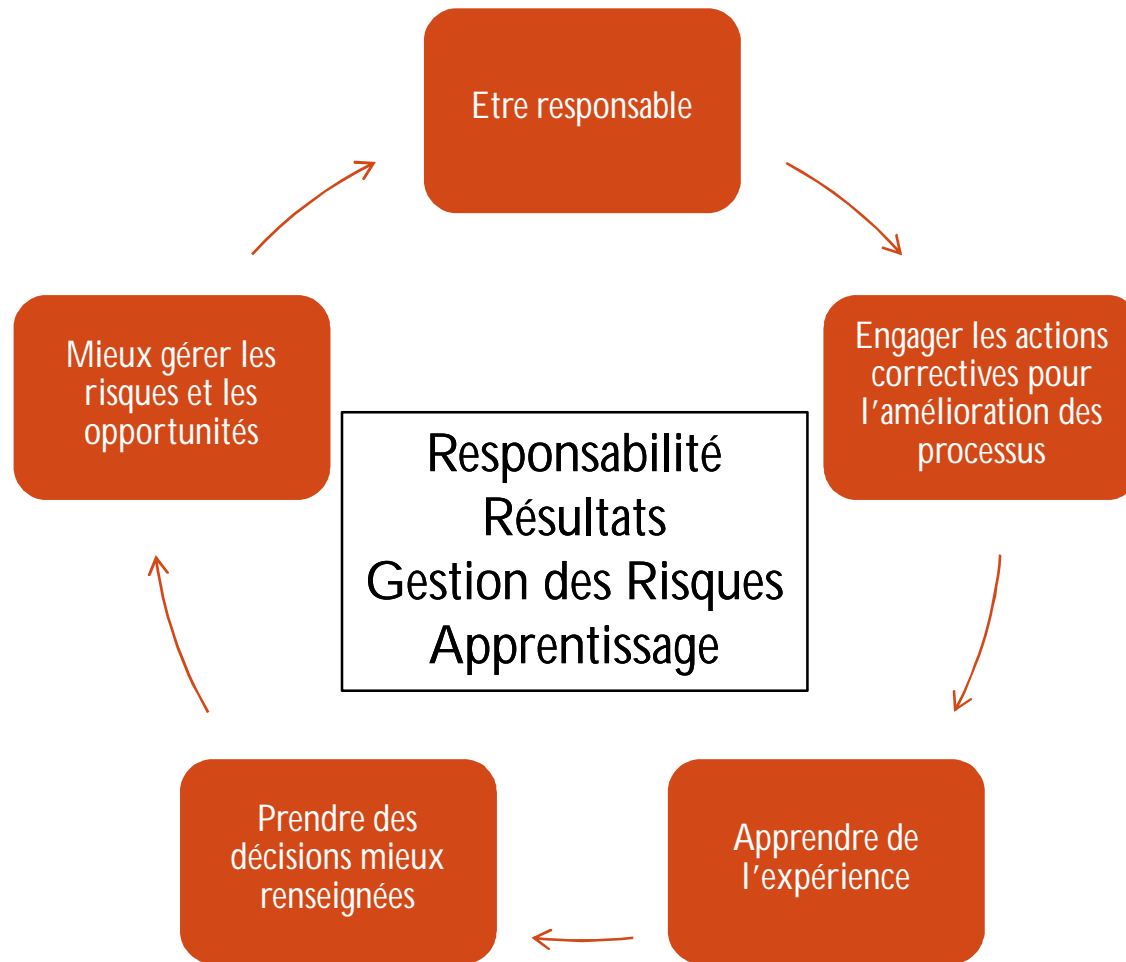 Etre responsable
Engager les actions
correctives pour
l’amélioration des
processus
Apprendre de
l’expérience
Prendre des
décisions mieux
renseignées
Mieux gérer les
risques et les
opportunités
Responsabilité
Résultats
Gestion des Risques
Apprentissage